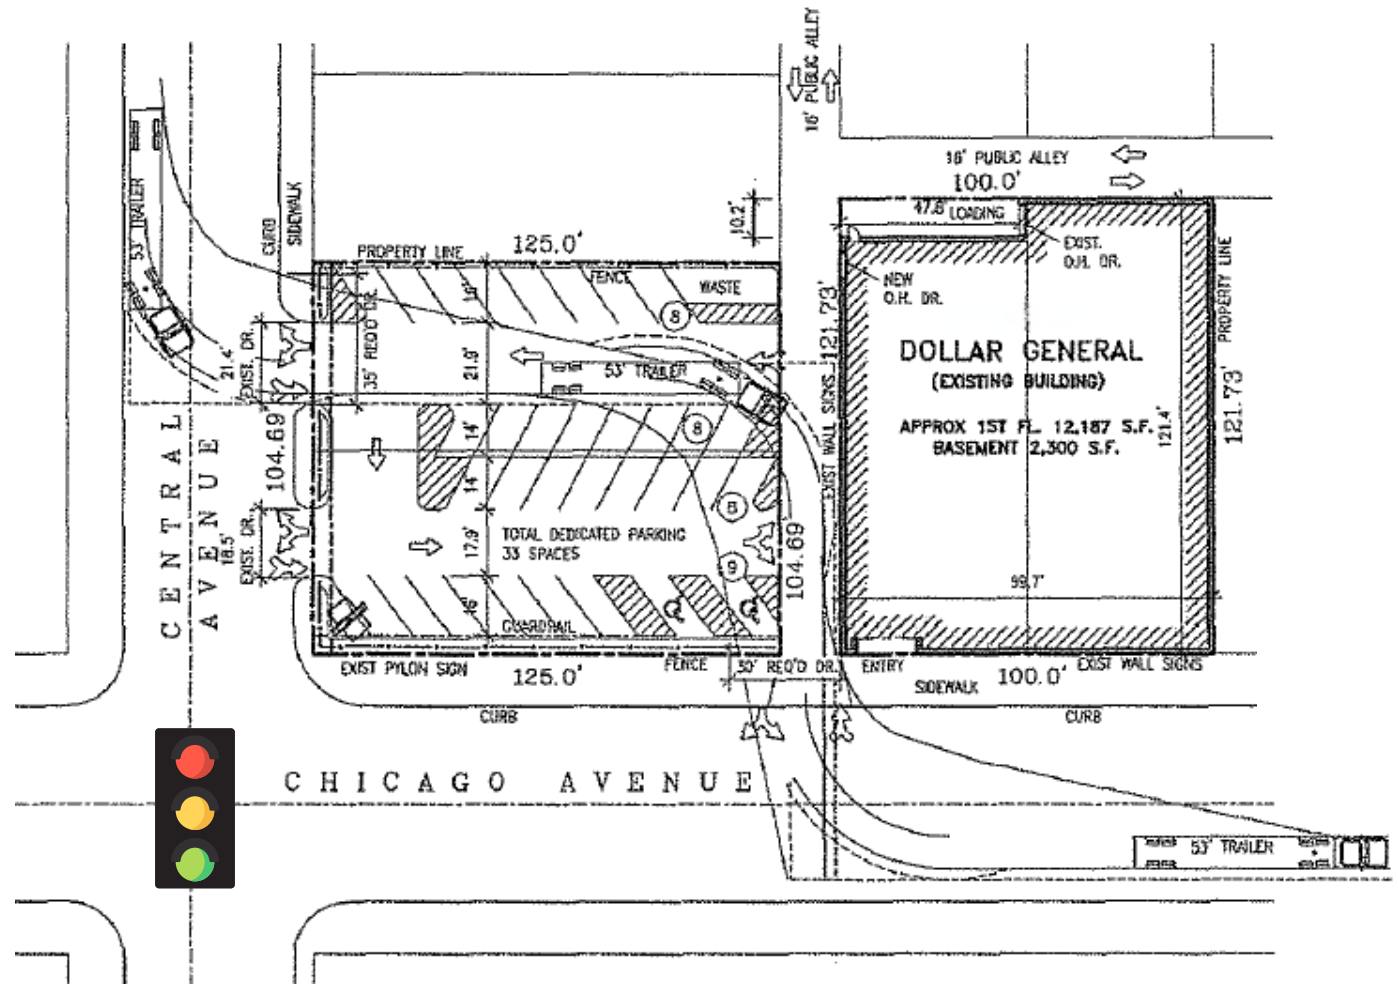 16' PUBLIC ALLEY
16' PUBLIC ALLEY
100.0'
53' TRAILER
CURB
SIDEWALK
PROPERTY LINE
125.0'
10.2'
47.8'
LOADING
EXIST.
O.H. DR.
NEW
O.H. DR.
PROPERTY LINE
FENCE
WASTE
16'
8
35' REQ'D DR.
21.4'
EXIST. DR.
21.9'
53' TRAILER
121.73'
EXIST WALL SIGNS
DOLLAR GENERAL
(EXISTING BUILDING)
APPROX 1ST FL. 12,187 S.F.
BASEMENT 2,300 S.F.
121.4'
121.73'
104.69'
14'
8
14'
8
CENTRAL
AVENUE
18.5'
EXIST. DR.
17.9'
TOTAL DEDICATED PARKING
33 SPACES
9
104.69
99.7'
16'
GUARDRAIL
EXIST PYLON SIGN
125.0'
FENCE
30' REQ'D DR.
ENTRY
100.0'
EXIST WALL SIGNS
SIDEWALK
CURB
CURB
CHICAGO AVENUE
53' TRAILER